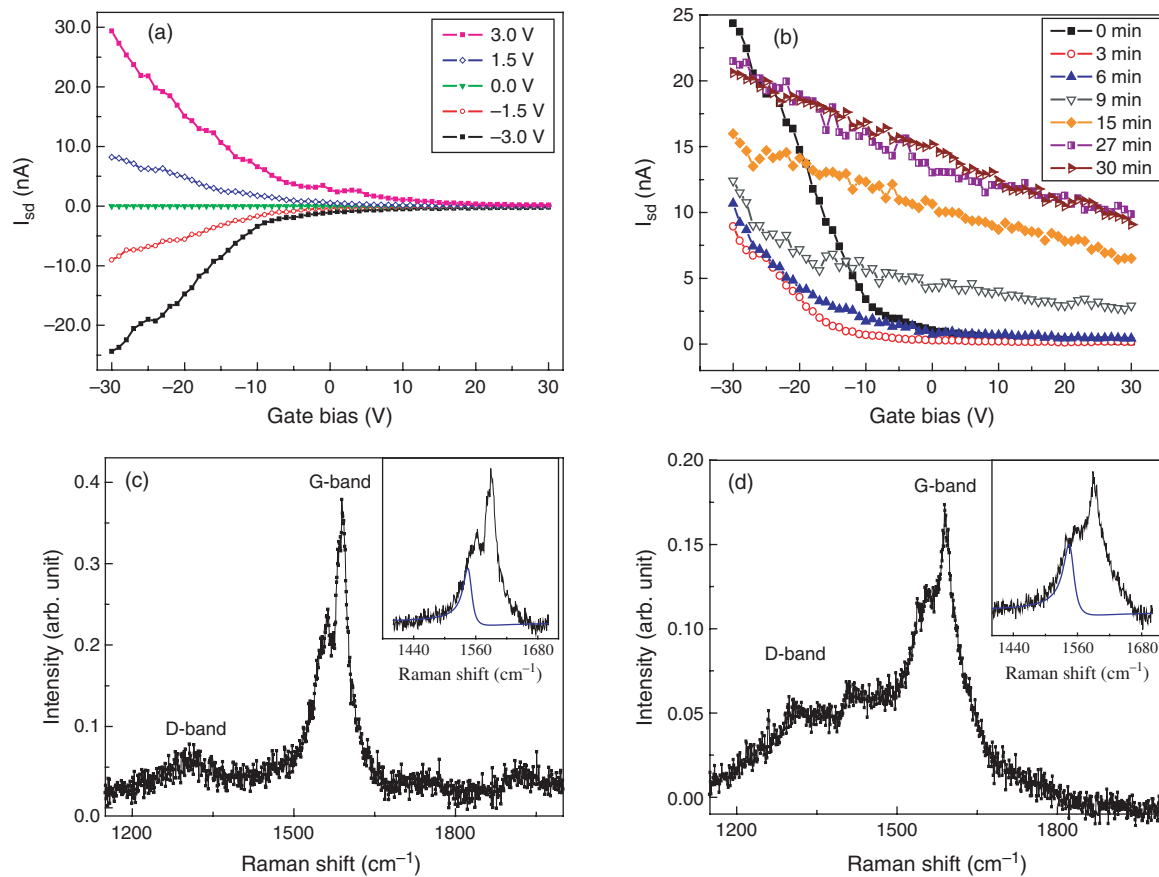 (a)
3.0 V
1.5 V
0.0 V
–1.5 V
–3.0 V
30.0
20.0
10.0
0.0
–10.0
–20.0
I_sd (nA)
–30 –20 –10 0 10 20 30
Gate bias (V)
(b)
0 min
3 min
6 min
9 min
15 min
27 min
30 min
25
20
15
10
5
0
I_sd (nA)
–30 –20 –10 0 10 20 30
Gate bias (V)
(c)
G-band
D-band
0.4
0.3
0.2
0.1
0.0
Intensity (arb. unit)
1200 1500 1800
Raman shift (cm⁻¹)
1440 1560 1680
Raman shift (cm⁻¹)
(d)
G-band
D-band
0.20
0.15
0.10
0.05
0.00
Intensity (arb. unit)
1200 1500 1800
Raman shift (cm⁻¹)
1440 1560 1680
Raman shift (cm⁻¹)